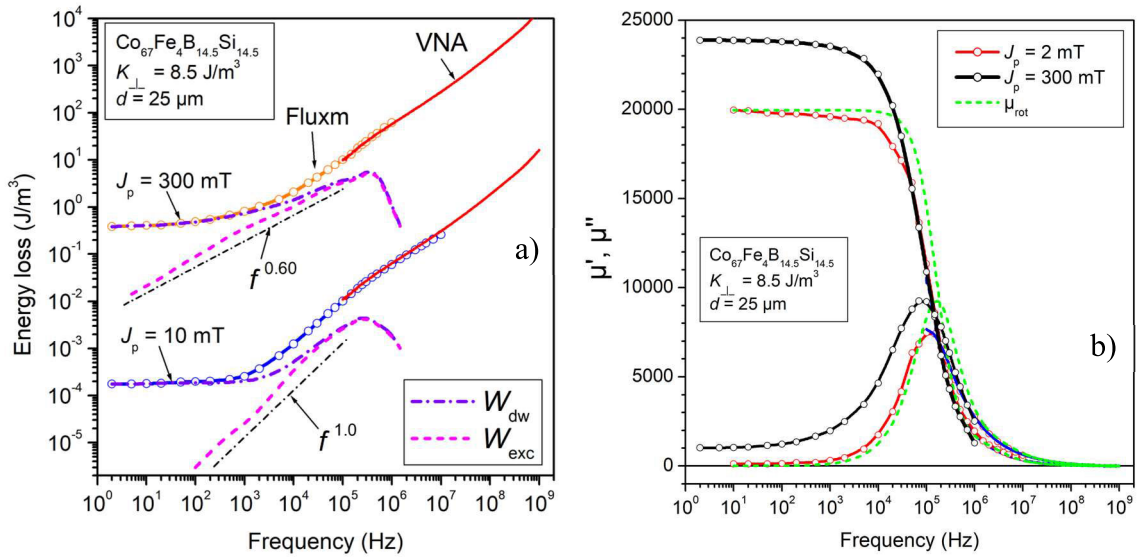 Co67Fe4B14.5Si14.5
K⊥ = 8.5 J/m3
d = 25 µm
VNA
Fluxm
a)
Jp = 300 mT
f 0.60
Jp = 10 mT
f 1.0
Wdw
Wexc
Energy loss (J/m3)
104
103
102
101
100
10-1
10-2
10-3
10-4
10-5
100 101 102 103 104 105 106 107 108 109
Frequency (Hz)
Jp = 2 mT
Jp = 300 mT
µrot
Co67Fe4B14.5Si14.5
K⊥ = 8.5 J/m3
d = 25 µm
b)
µ', µ"
25000
20000
15000
10000
5000
0
100 101 102 103 104 105 106 107 108 109
Frequency (Hz)